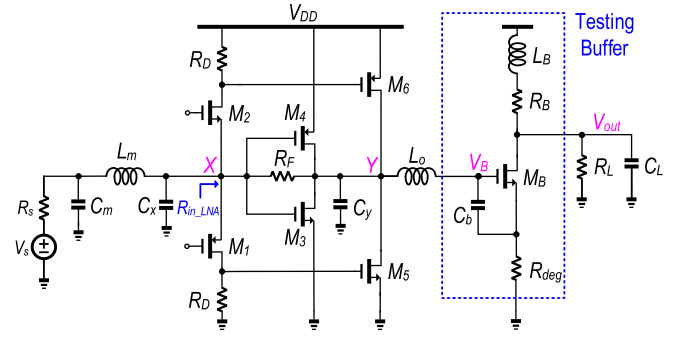 V_DD
Testing
Buffer
R_D
L_B
M_6
M_2
M_4
R_B
V_out
L_m
X
R_F
Y
L_o
V_B
M_B
R_s
C_m
C_x
R_in_LNA
C_y
C_b
R_L
C_L
V_s
M_1
M_3
M_5
R_D
R_deg